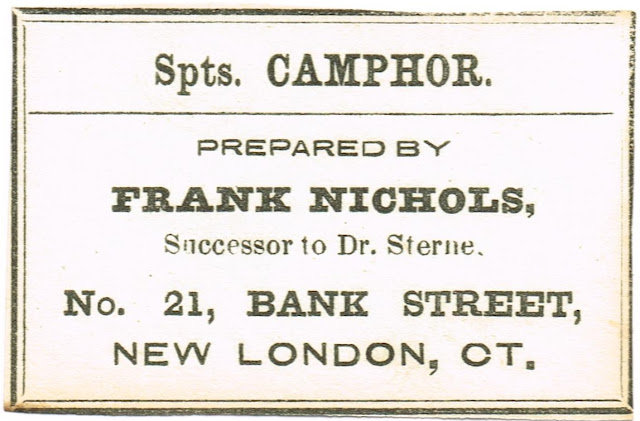 Spts. CAMPHOR.
PREPARED BY
FRANK NICHOLS,
Successor to Dr. Sterne.
No. 21, BANK STREET,
NEW LONDON, CT.